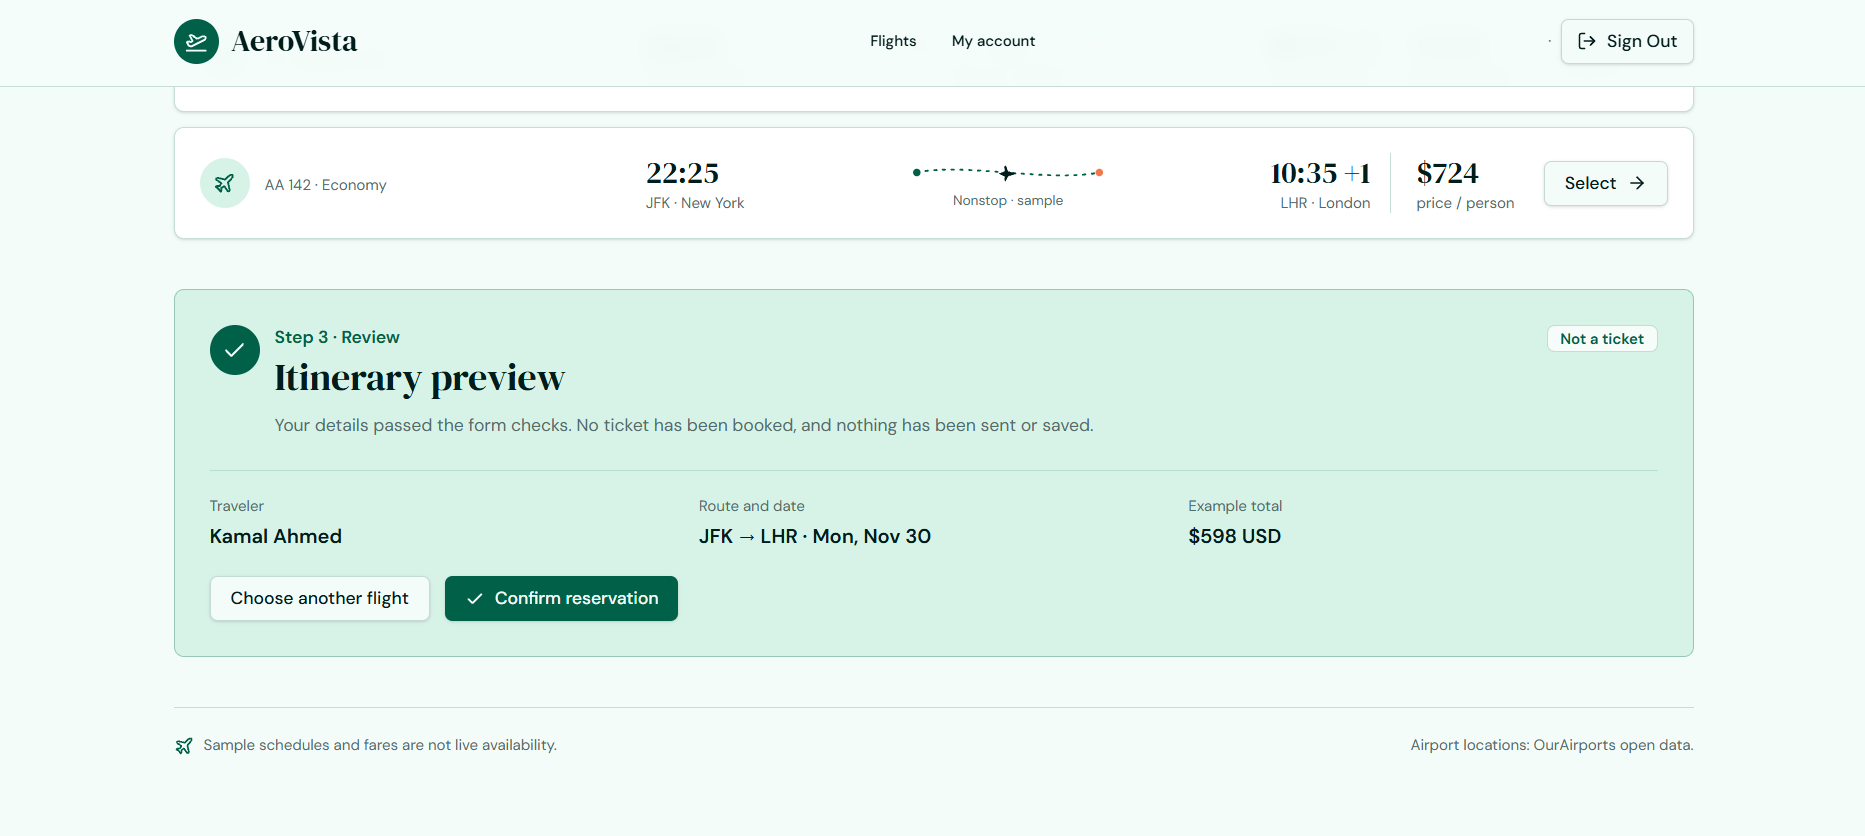 AeroVista
Flights
My account
Sign Out
AA 142 · Economy
22:25
JFK · New York
Nonstop · sample
10:35 +1
LHR · London
$724
price / person
Select
Step 3 · Review
Not a ticket
Itinerary preview
Your details passed the form checks. No ticket has been booked, and nothing has been sent or saved.
Traveler
Kamal Ahmed
Route and date
JFK → LHR · Mon, Nov 30
Example total
$598 USD
Choose another flight
Confirm reservation
Sample schedules and fares are not live availability.
Airport locations: OurAirports open data.